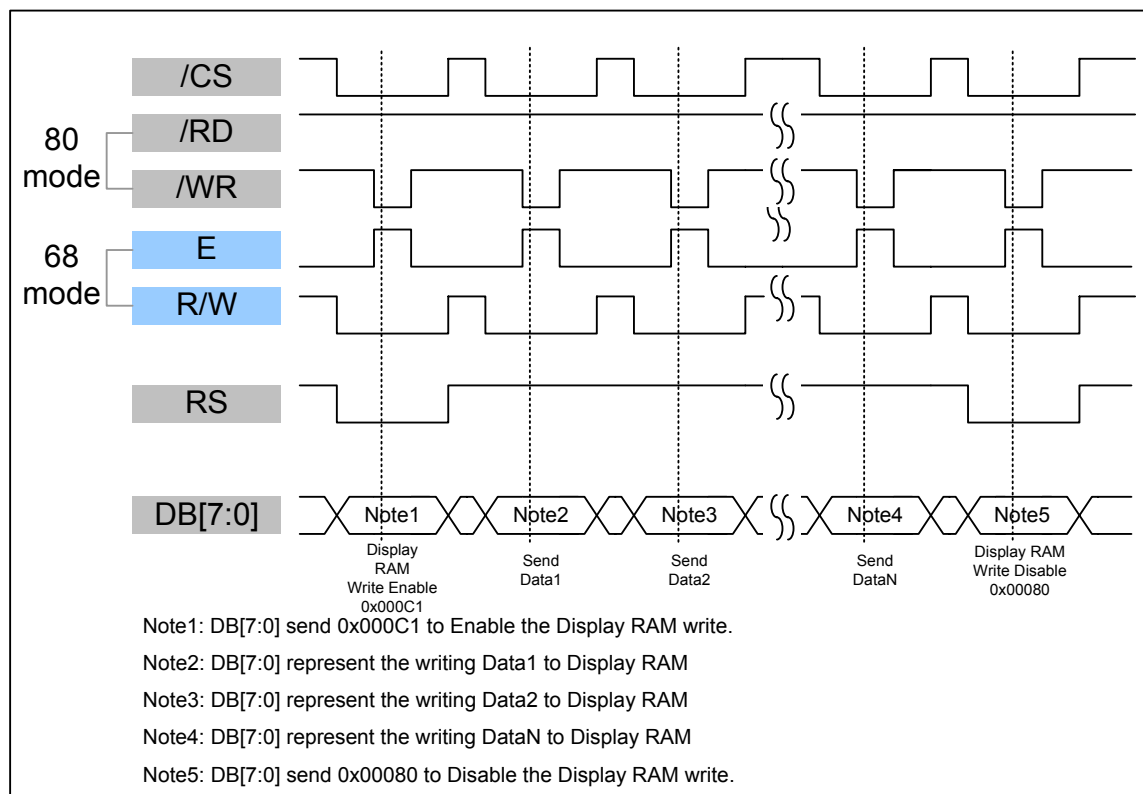 /CS
80
mode
/RD
/WR
68
mode
E
R/W
RS
DB[7:0]
Note1
Note2
Note3
Note4
Note5
Display
RAM
Write Enable
0x000C1
Send
Data1
Send
Data2
Send
DataN
Display RAM
Write Disable
0x00080
Note1: DB[7:0] send 0x000C1 to Enable the Display RAM write.
Note2: DB[7:0] represent the writing Data1 to Display RAM
Note3: DB[7:0] represent the writing Data2 to Display RAM
Note4: DB[7:0] represent the writing DataN to Display RAM
Note5: DB[7:0] send 0x00080 to Disable the Display RAM write.